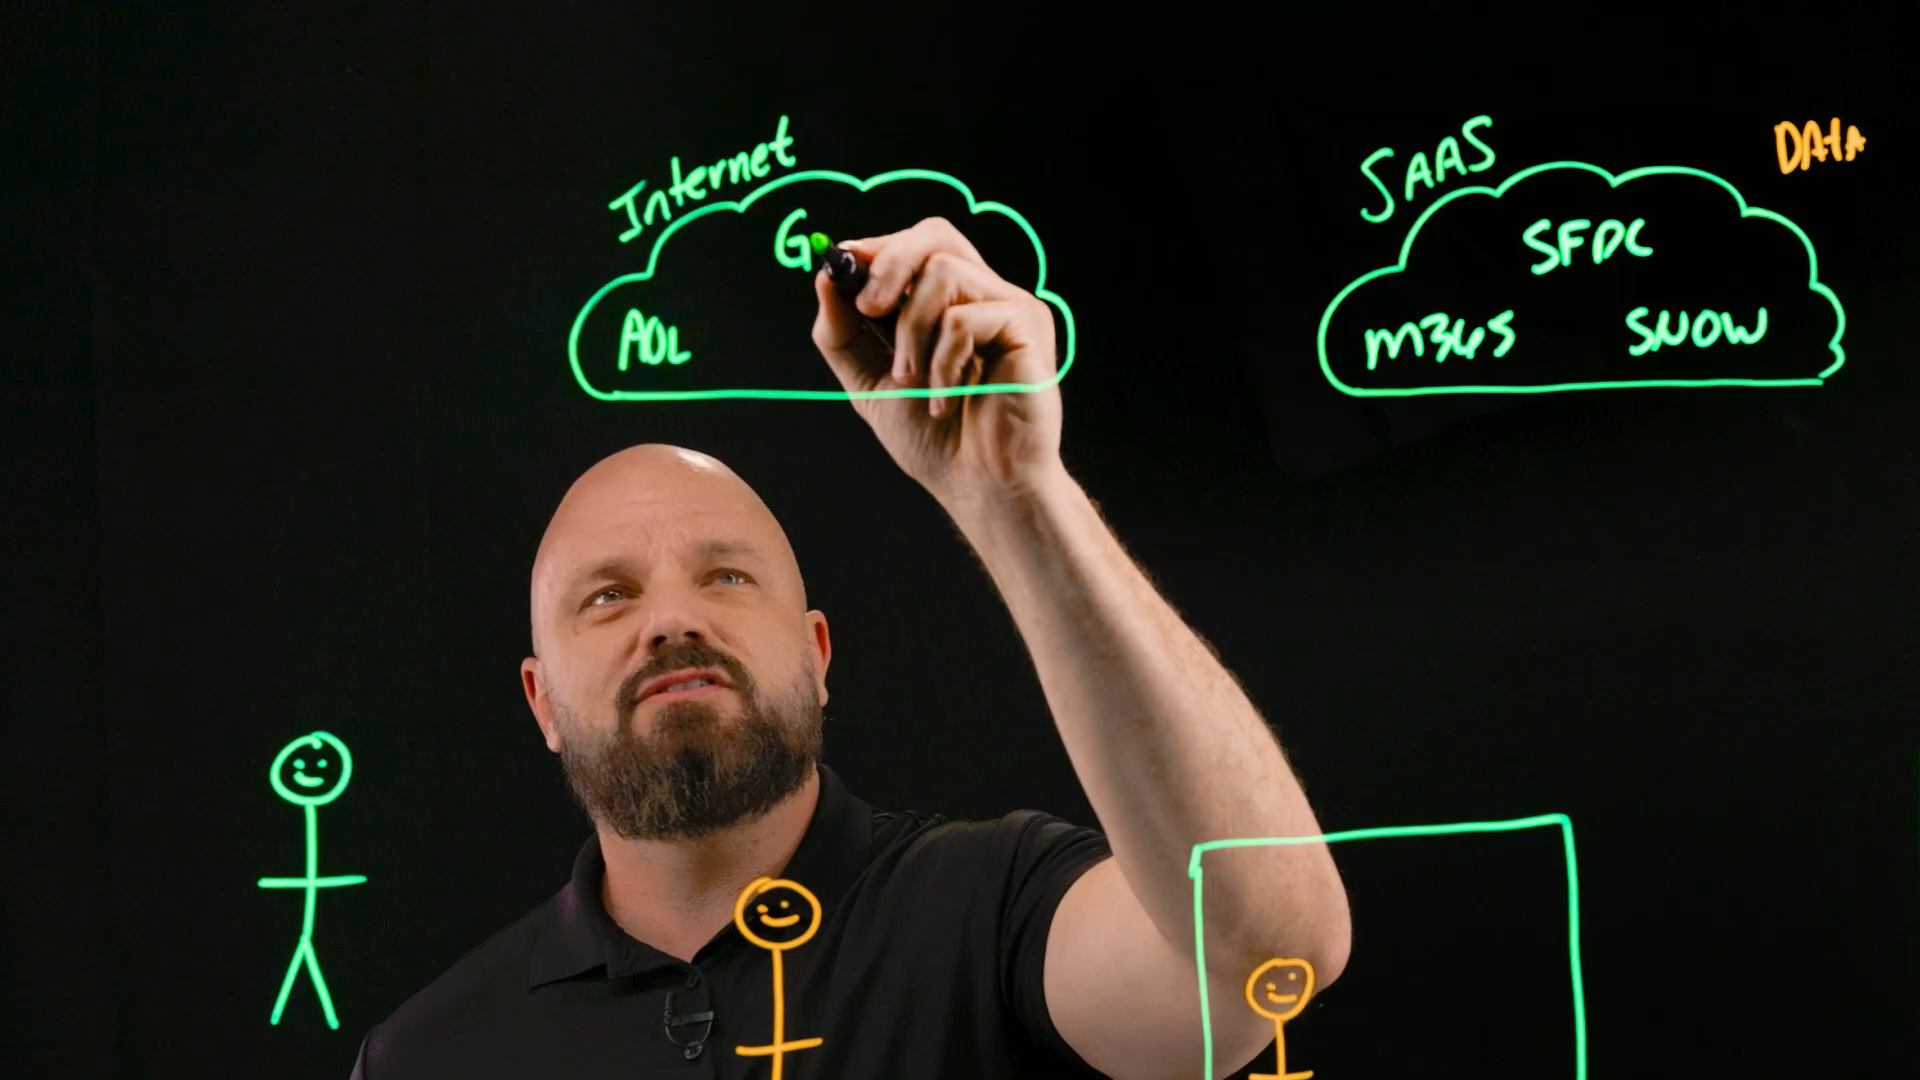 Internet
G
AOL
SAAS
DATA
SFDC
M365
SNOW